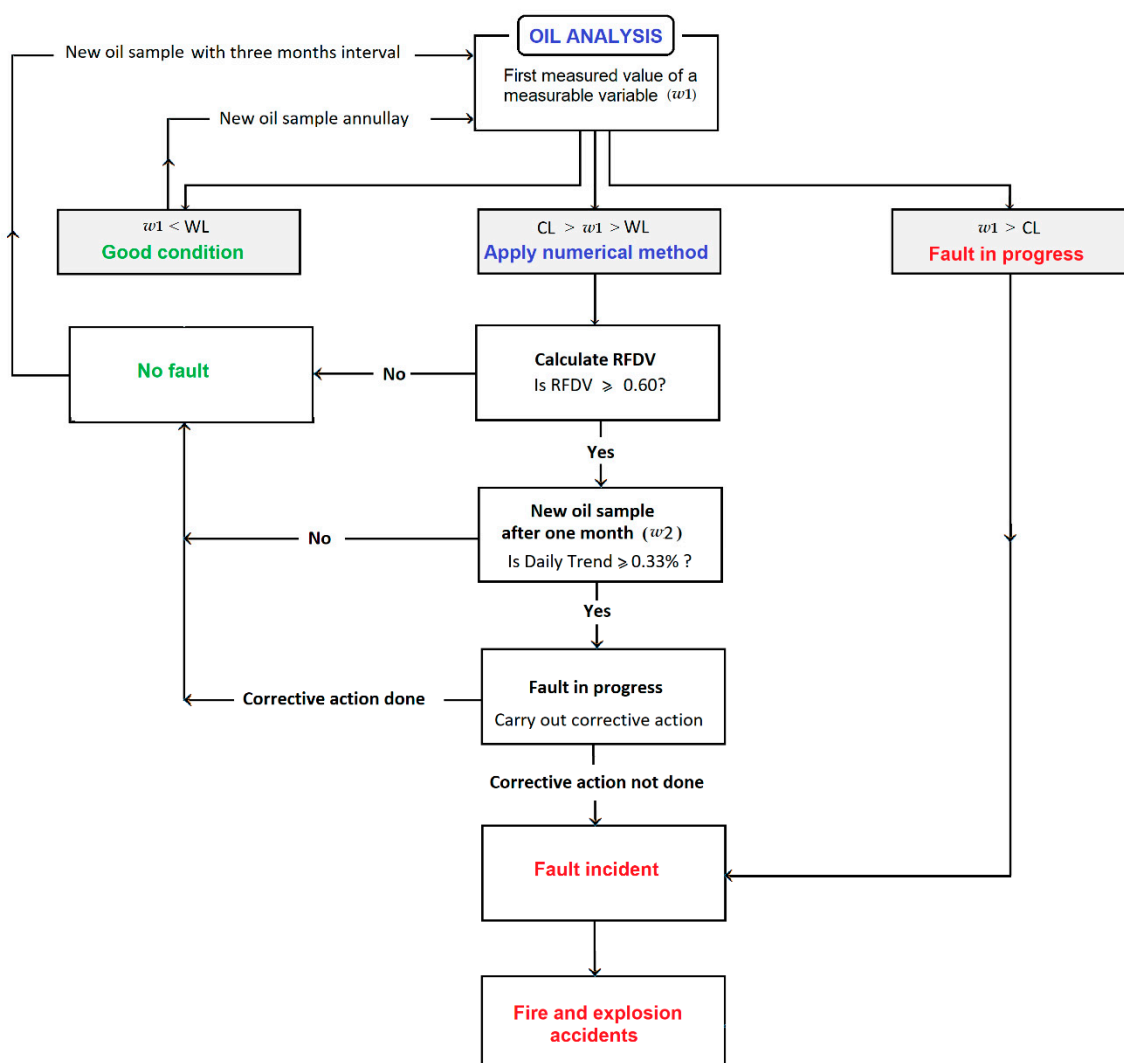 OIL ANALYSIS
New oil sample with three months interval
First measured value of a
measurable variable (w1)
New oil sample annullay
w1 < WL
Good condition
CL > w1 > WL
Apply numerical method
w1 > CL
Fault in progress
No fault
No
Calculate RFDV
Is RFDV ⩾ 0.60?
Yes
New oil sample
after one month (w2)
Is Daily Trend ⩾ 0.33% ?
No
Yes
Fault in progress
Carry out corrective action
Corrective action done
Corrective action not done
Fault incident
Fire and explosion
accidents